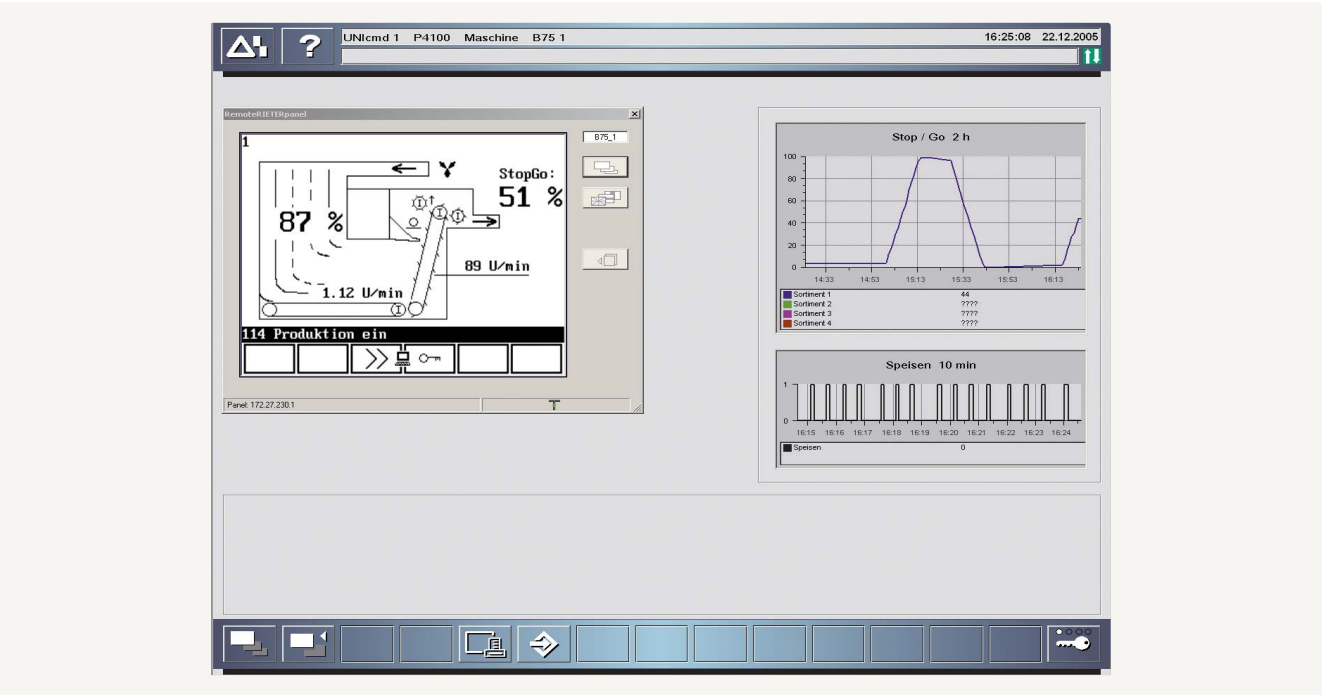 UNIcmd 1 P4100 Maschine B75 1
16:25:08 22.12.2005
?
RemoteRIETERpanel
B75_1
1
StopGo:
51 %
87 %
89 U/min
1.12 U/min
114 Produktion ein
Panel: 172.27.230.1
Stop / Go 2 h
100
80
60
40
20
0
14:33 14:53 15:13 15:33 15:53 16:13
Sortiment 1 44
Sortiment 2 ????
Sortiment 3 ????
Sortiment 4 ????
Speisen 10 min
1
0
16:15 16:16 16:17 16:18 16:19 16:20 16:21 16:22 16:23 16:24
Speisen 0